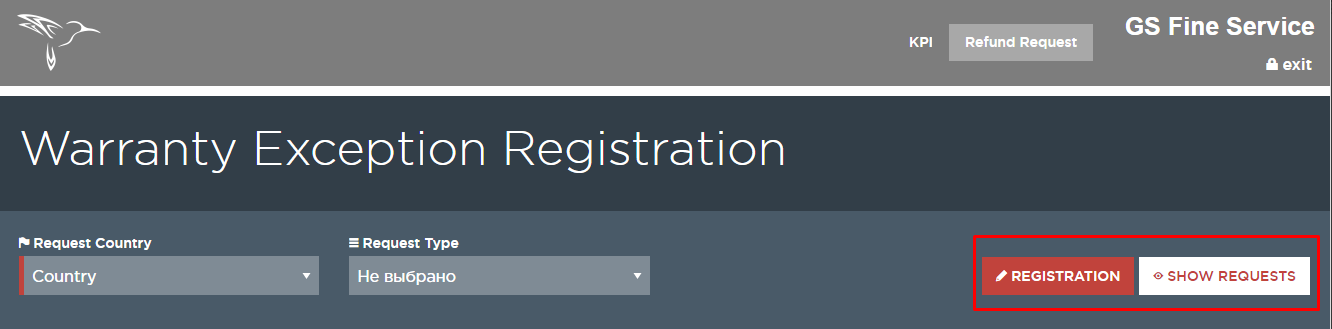 GS Fine Service
KPI
Refund Request
exit
Warranty Exception Registration
Request Country
Request Type
Country
Не выбрано
REGISTRATION
SHOW REQUESTS